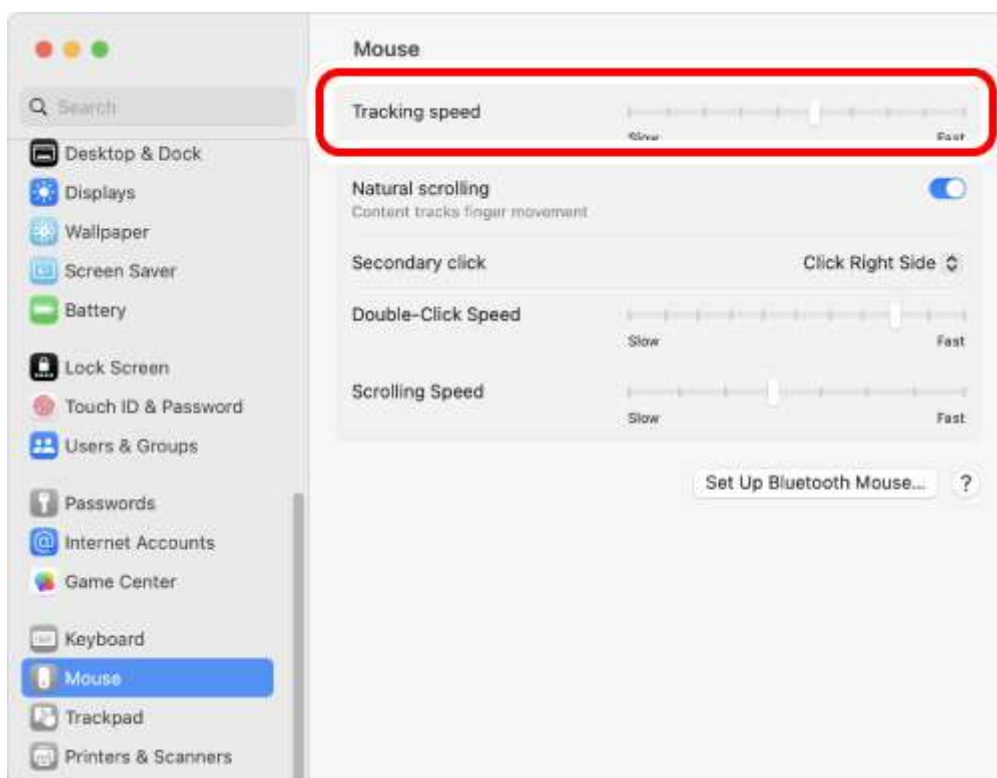 Mouse
Search
Tracking speed
Slow Fast
Desktop & Dock
Displays
Wallpaper
Screen Saver
Battery
Lock Screen
Touch ID & Password
Users & Groups
Passwords
Internet Accounts
Game Center
Keyboard
Mouse
Trackpad
Printers & Scanners
Natural scrolling
Content tracks finger movement
Secondary click Click Right Side
Double-Click Speed
Slow Fast
Scrolling Speed
Slow Fast
Set Up Bluetooth Mouse... ?